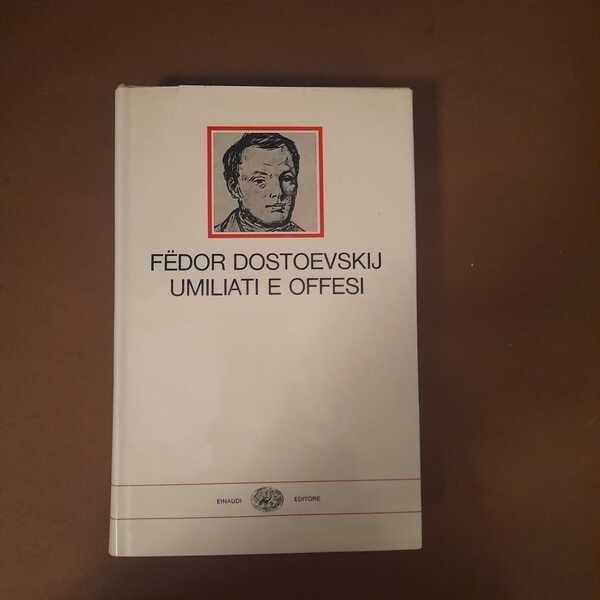 FËDOR DOSTOEVSKIJ
UMILIATI E OFFESI
EINAUDI EDITORE